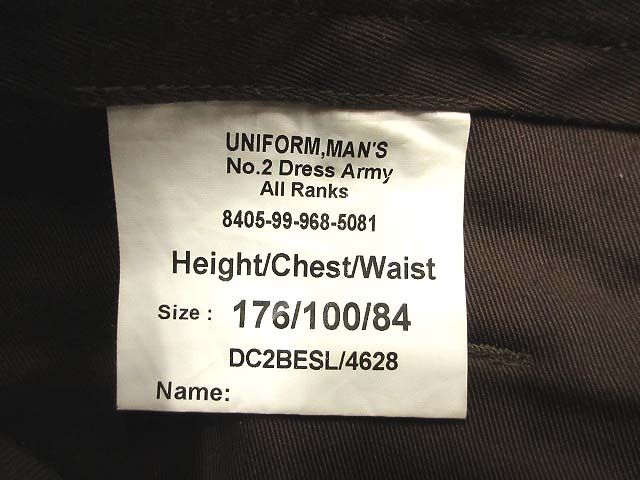 UNIFORM,MAN'S
No.2 Dress Army
All Ranks
8405-99-968-5081
Height/Chest/Waist
Size : 176/100/84
DC2BESL/4628
Name: